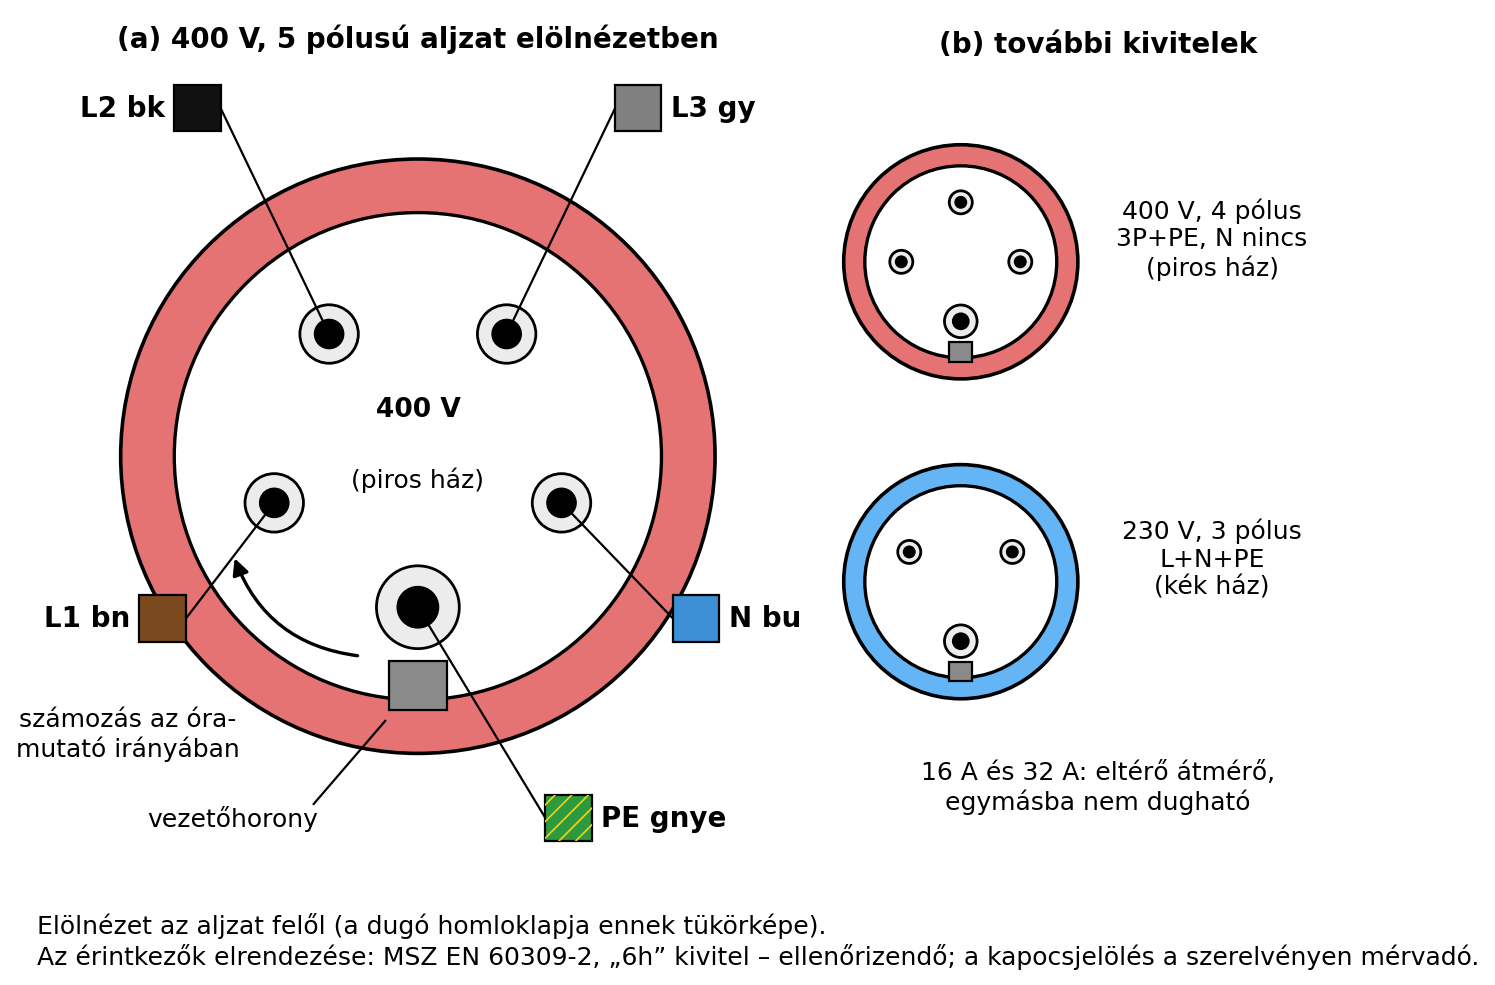 (a) 400 V, 5 pólusú aljzat elölnézetben
(b) további kivitelek
L2 bk
L3 gy
400 V
(piros ház)
L1 bn
N bu
PE gnye
számozás az óra-
mutató irányában
vezetőhorony
400 V, 4 pólus
3P+PE, N nincs
(piros ház)
230 V, 3 pólus
L+N+PE
(kék ház)
16 A és 32 A: eltérő átmérő,
egymásba nem dugható
Elölnézet az aljzat felől (a dugó homloklapja ennek tükörképe).
Az érintkezők elrendezése: MSZ EN 60309-2, „6h” kivitel – ellenőrizendő; a kapocsjelölés a szerelvényen mérvadó.